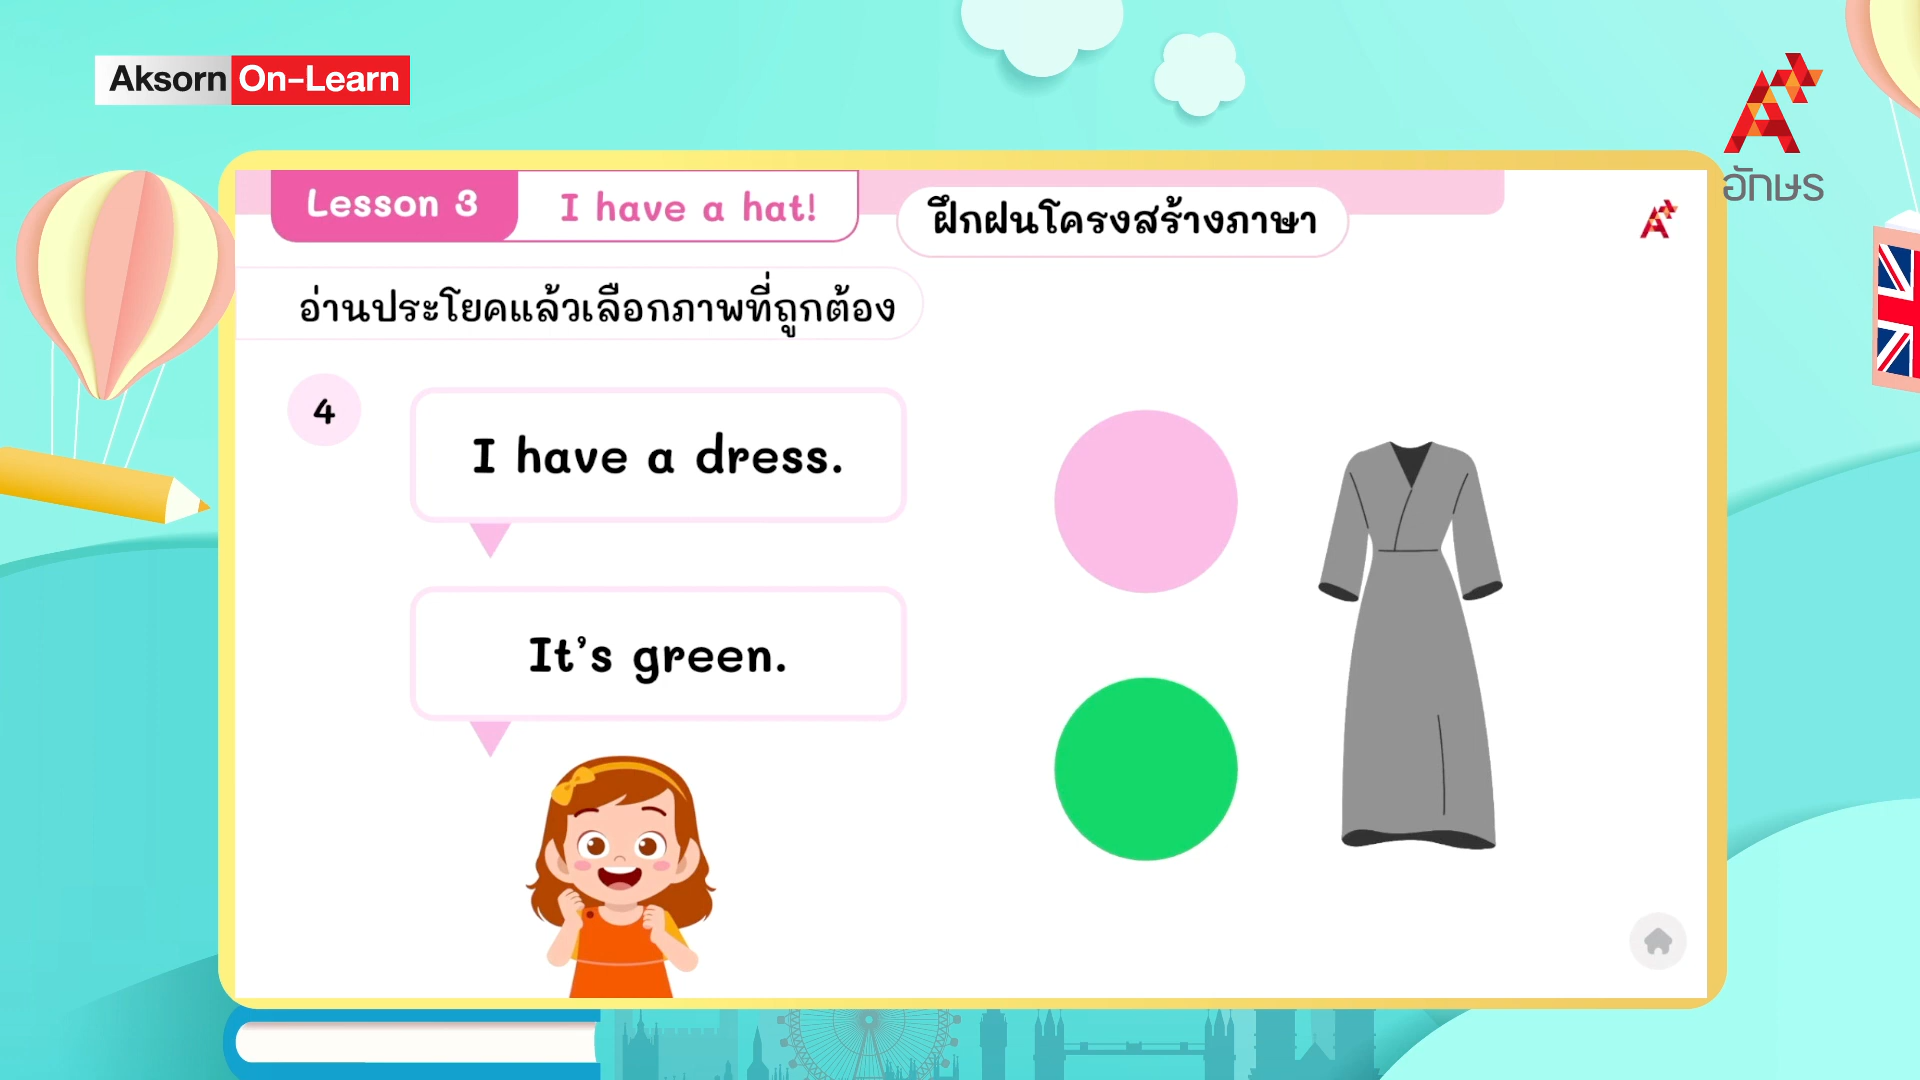 Aksorn On-Learn
อักษร
Lesson 3
I have a hat!
ฝึกฝนโครงสร้างภาษา
อ่านประโยคแล้วเลือกภาพที่ถูกต้อง
4
I have a dress.
It's green.